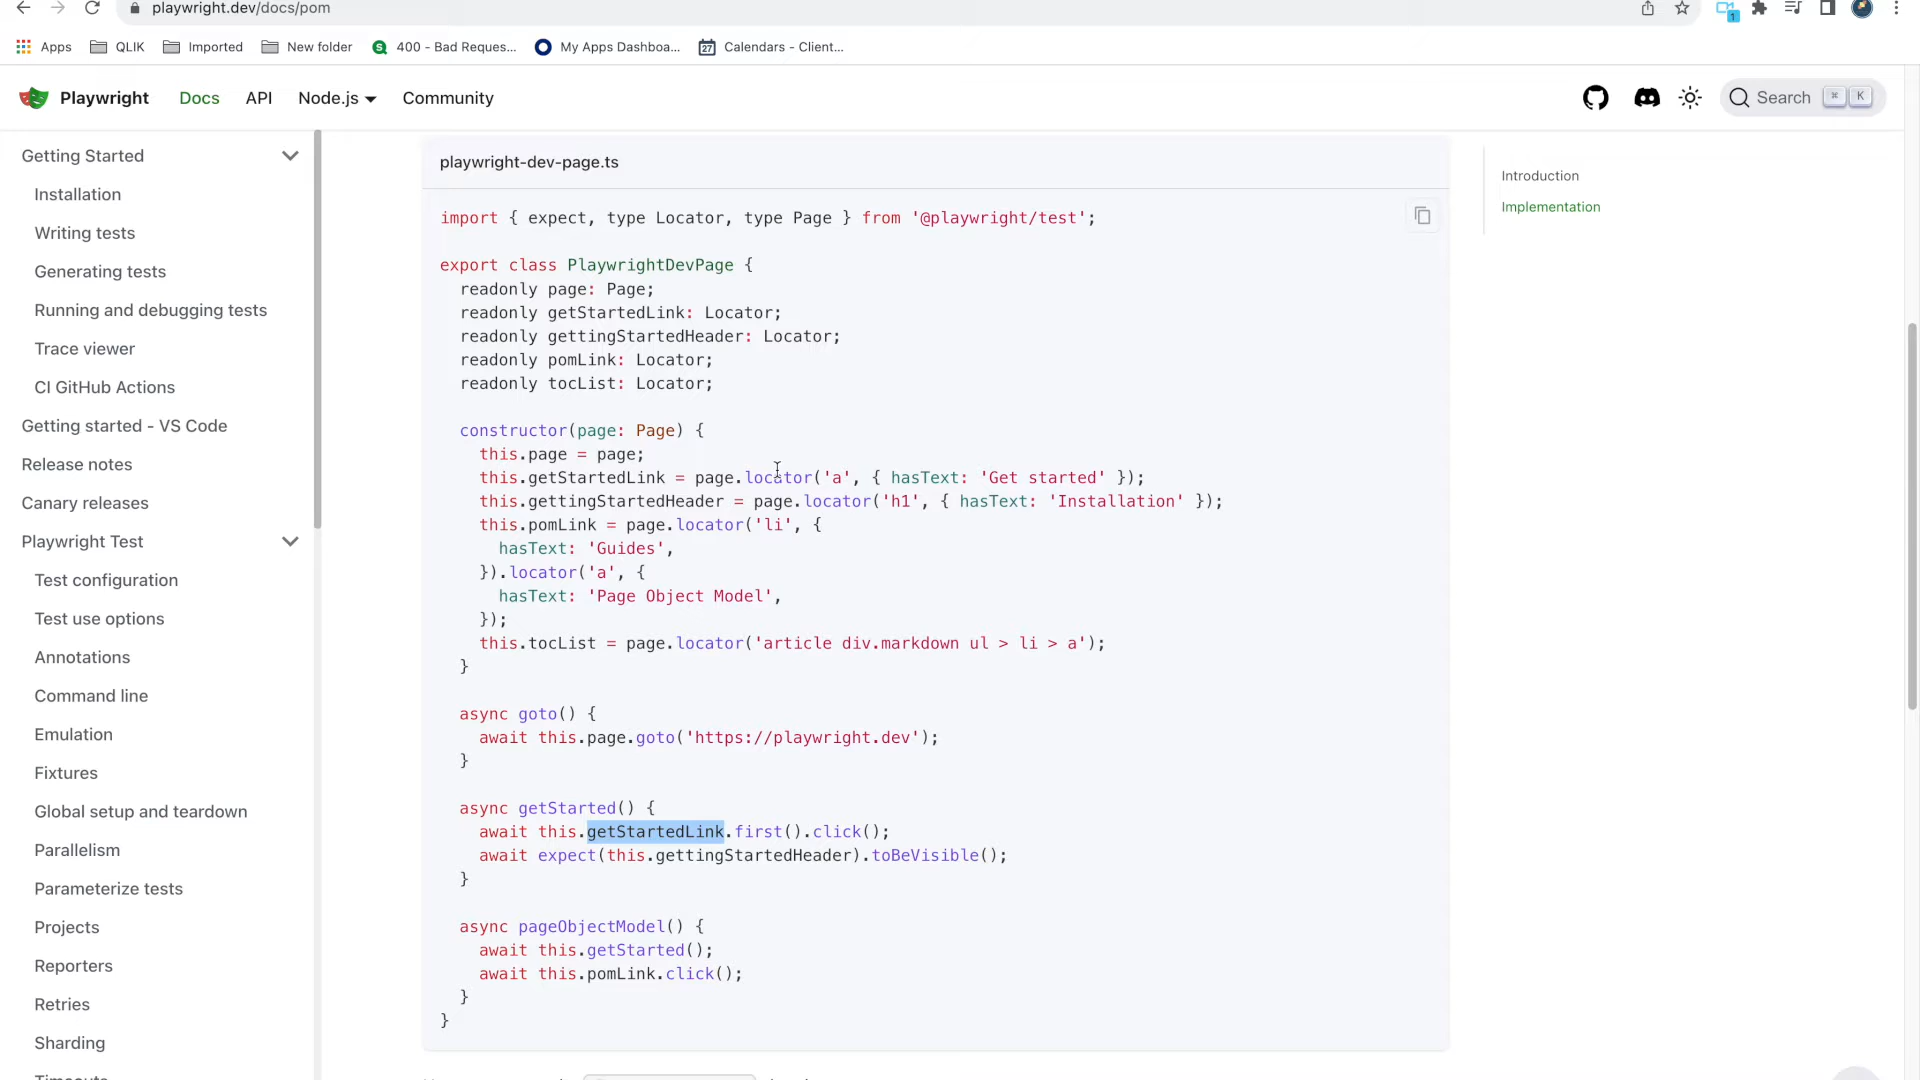 playwright.dev/docs/pom
1
Apps QLIK Imported New folder 400 - Bad Reques... My Apps Dashboa... 27 Calendars - Client...
Playwright Docs API Node.js Community Search ⌘ K
Getting Started
Installation
Writing tests
Generating tests
Running and debugging tests
Trace viewer
CI GitHub Actions
Getting started - VS Code
Release notes
Canary releases
Playwright Test
Test configuration
Test use options
Annotations
Command line
Emulation
Fixtures
Global setup and teardown
Parallelism
Parameterize tests
Projects
Reporters
Retries
Sharding
Timeouts
playwright-dev-page.ts
import { expect, type Locator, type Page } from '@playwright/test';
export class PlaywrightDevPage {
readonly page: Page;
readonly getStartedLink: Locator;
readonly gettingStartedHeader: Locator;
readonly pomLink: Locator;
readonly tocList: Locator;
constructor(page: Page) {
this.page = page;
this.getStartedLink = page.locator('a', { hasText: 'Get started' });
this.gettingStartedHeader = page.locator('h1', { hasText: 'Installation' });
this.pomLink = page.locator('li', {
hasText: 'Guides',
}).locator('a', {
hasText: 'Page Object Model',
});
this.tocList = page.locator('article div.markdown ul > li > a');
}
async goto() {
await this.page.goto('https://playwright.dev');
}
async getStarted() {
await this.getStartedLink.first().click();
await expect(this.gettingStartedHeader).toBeVisible();
}
async pageObjectModel() {
await this.getStarted();
await this.pomLink.click();
}
}
Introduction
Implementation